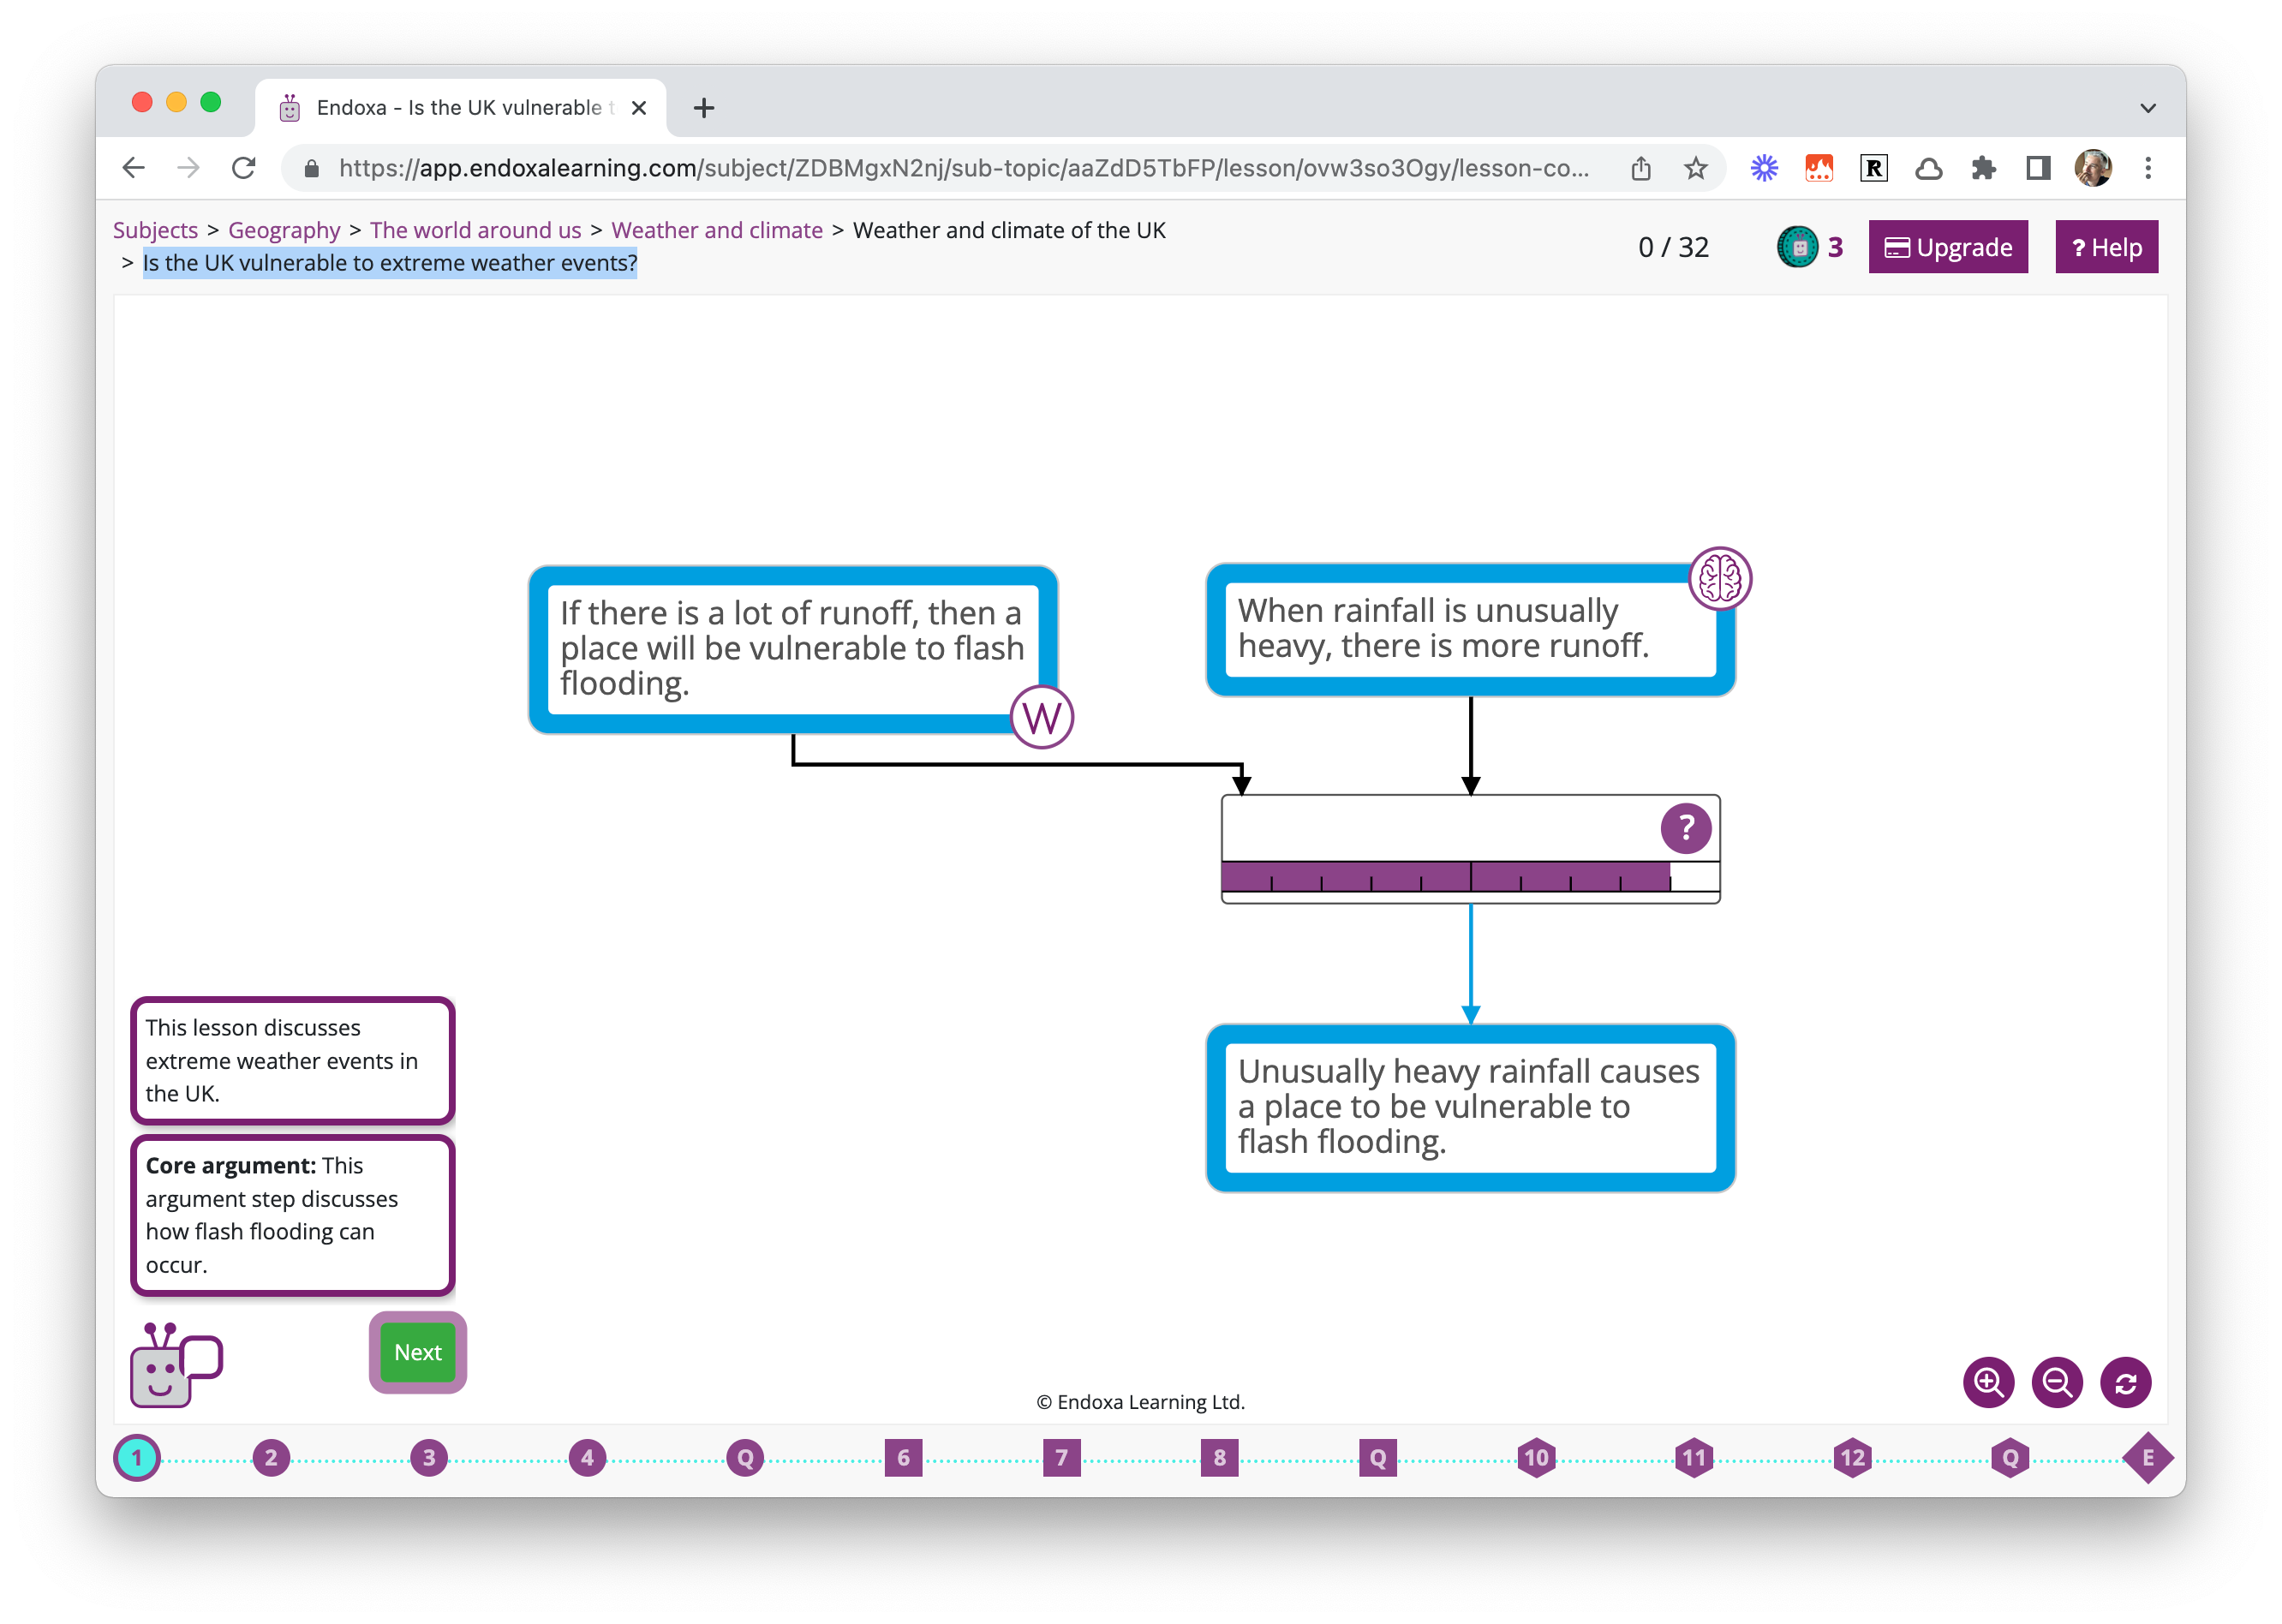 Endoxa - Is the UK vulnerable t
https://app.endoxalearning.com/subject/ZDBMgxN2nj/sub-topic/aaZdD5TbFP/lesson/ovw3so3Ogy/lesson-co...
R
Subjects > Geography > The world around us > Weather and climate > Weather and climate of the UK
> Is the UK vulnerable to extreme weather events?
0 / 32
3
Upgrade
? Help
If there is a lot of runoff, then a
place will be vulnerable to flash
flooding.
W
When rainfall is unusually
heavy, there is more runoff.
?
Unusually heavy rainfall causes
a place to be vulnerable to
flash flooding.
This lesson discusses
extreme weather events in
the UK.
Core argument: This
argument step discusses
how flash flooding can
occur.
Next
© Endoxa Learning Ltd.
1 2 3 4 Q 6 7 8 Q 10 11 12 Q E